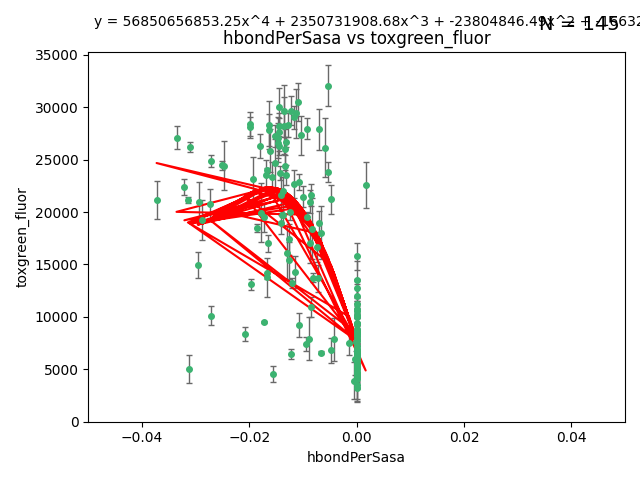 y = 56850656853.25x^4 + 2350731908.68x^3 + -23804846.49x^2 +
N = 145
hbondPerSasa vs toxgreen_fluor
35000
30000
25000
20000
15000
10000
5000
0
toxgreen_fluor
-0.04 -0.02 0.00 0.02 0.04
hbondPerSasa